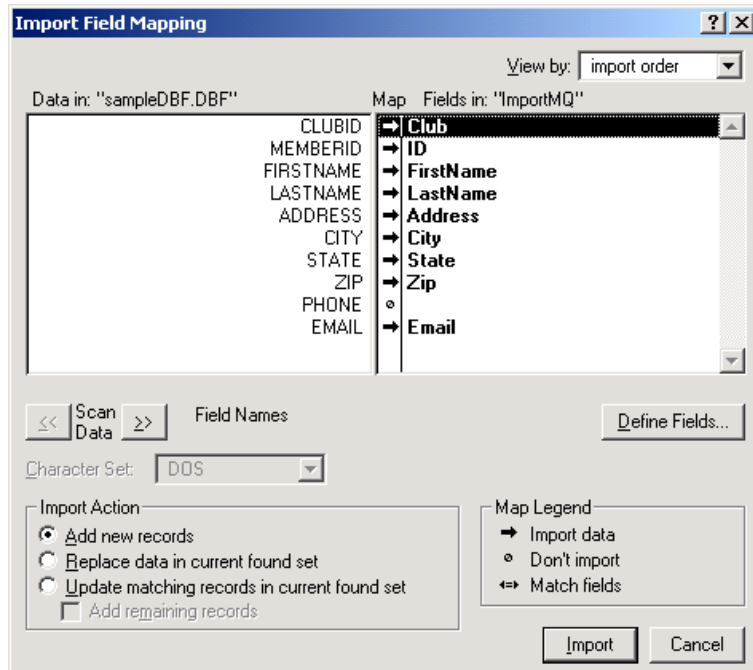 Import Field Mapping
View by: import order
Data in: "sampleDBF.DBF" Map Fields in: "ImportMQ"
CLUBID Club
MEMBERID ID
FIRSTNAME FirstName
LASTNAME LastName
ADDRESS Address
CITY City
STATE State
ZIP Zip
PHONE
EMAIL Email
<< Scan Data >> Field Names Define Fields...
Character Set: DOS
Import Action
Add new records
Replace data in current found set
Update matching records in current found set
Add remaining records
Map Legend
Import data
Don't import
Match fields
Import Cancel